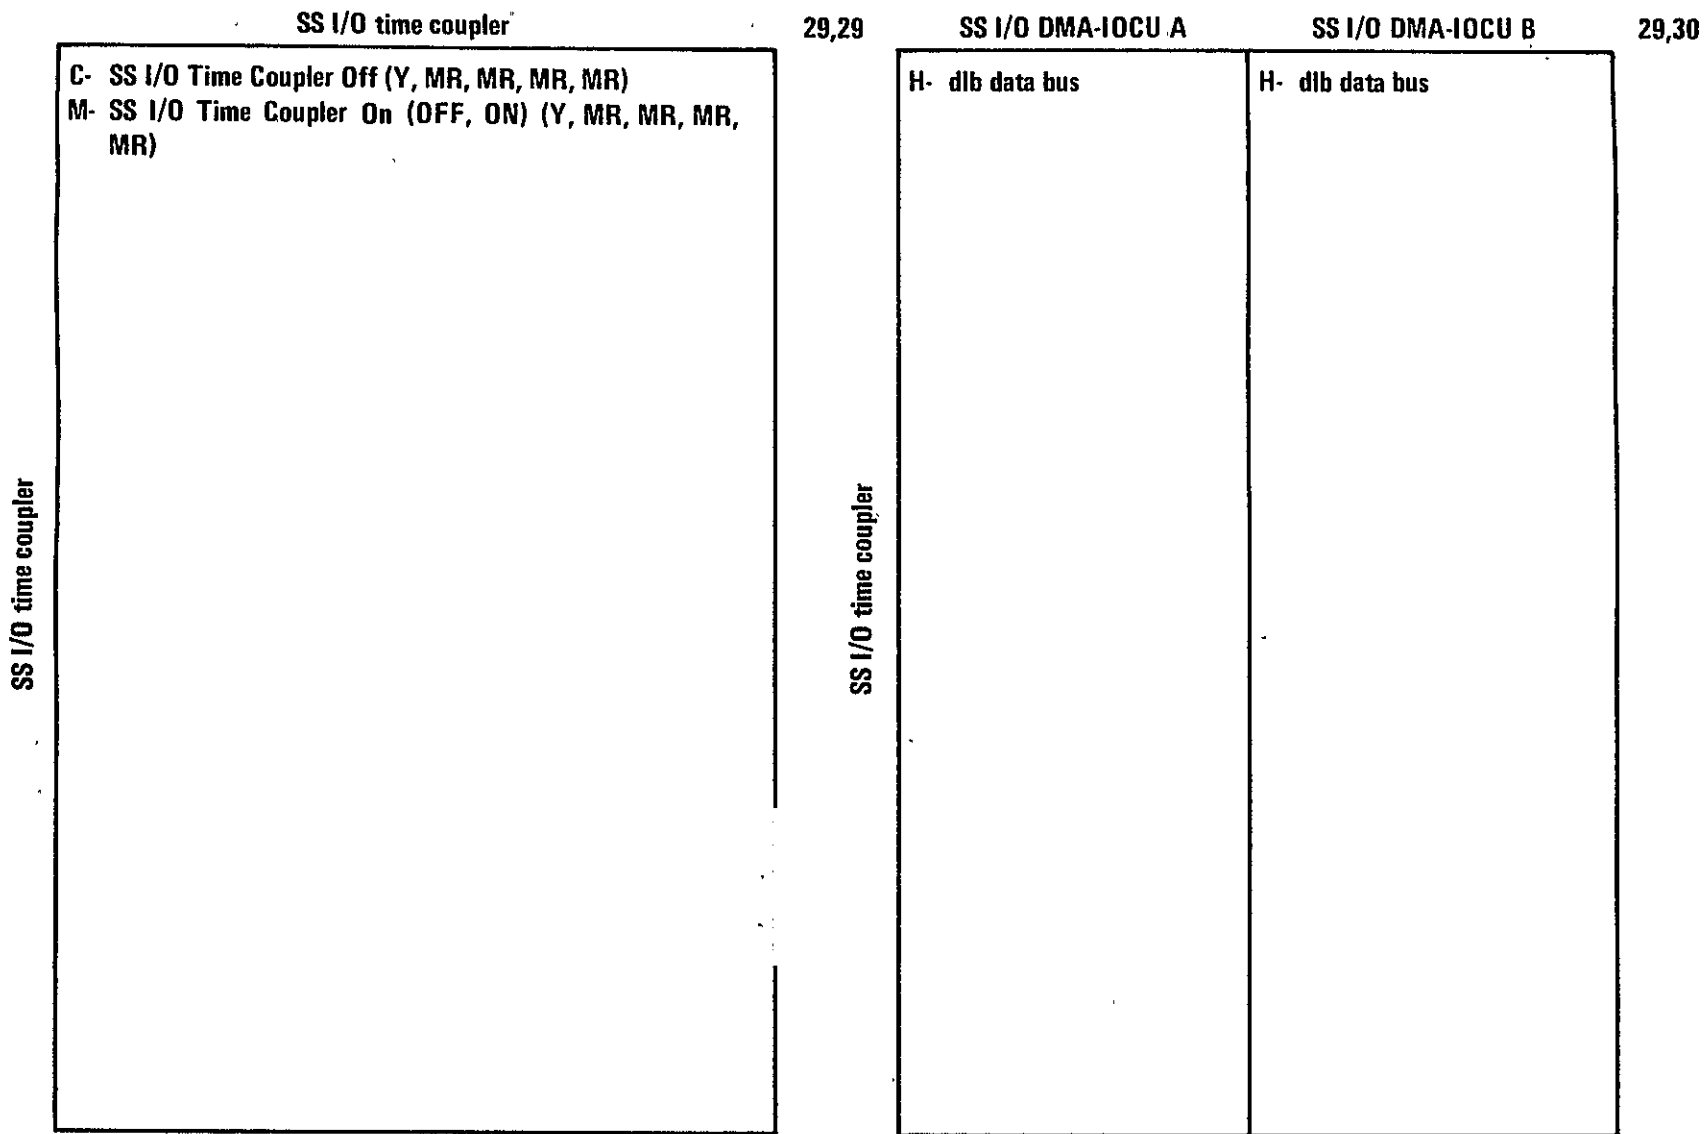 SS I/O time coupler
29,29
C- SS I/O Time Coupler Off (Y, MR, MR, MR, MR)
M- SS I/O Time Coupler On (OFF, ON) (Y, MR, MR, MR,
MR)
SS I/O time coupler
SS I/O DMA-IOCU A
SS I/O DMA-IOCU B
29,30
H- dlb data bus
H- dlb data bus
SS I/O time coupler